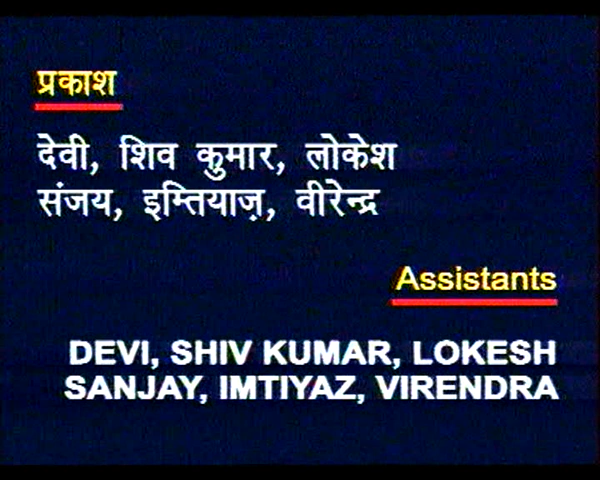 प्रकाश
देवी, शिव कुमार, लोकेश
संजय, इम्तियाज़, वीरेन्द्र
Assistants
DEVI, SHIV KUMAR, LOKESH
SANJAY, IMTIYAZ, VIRENDRA